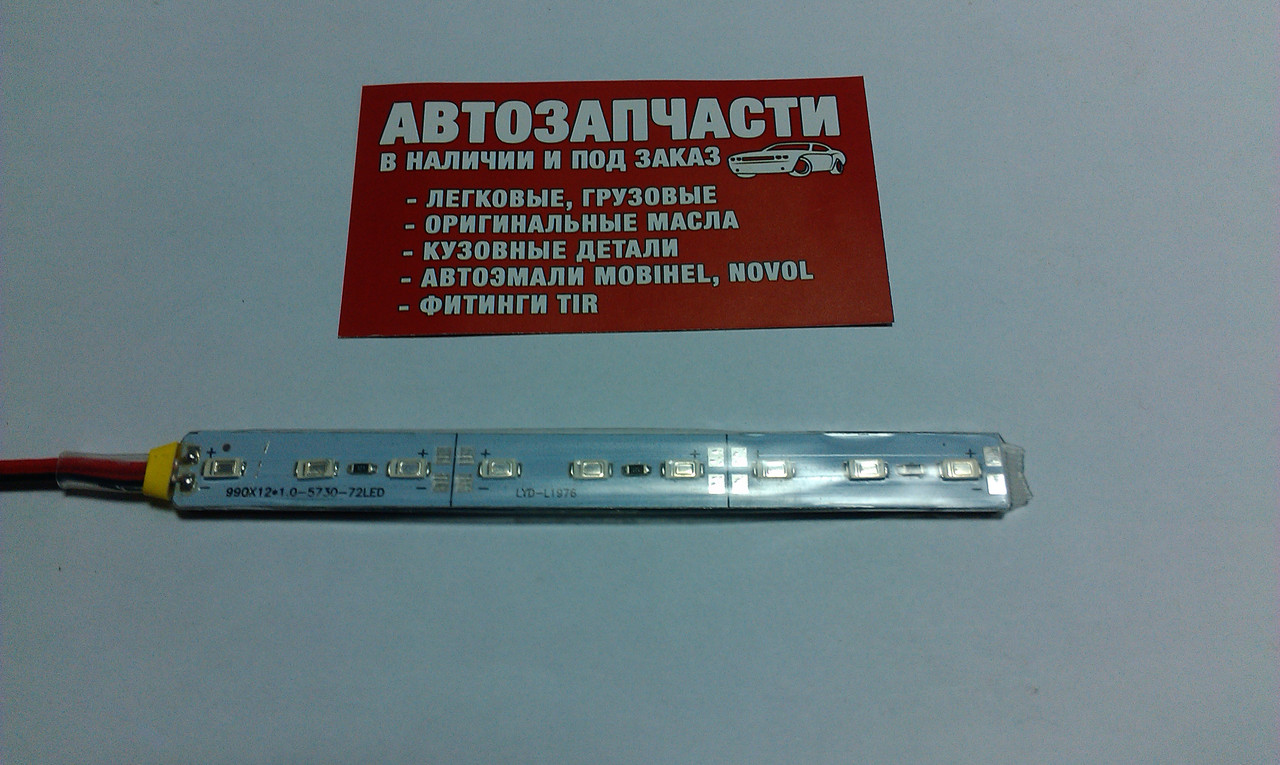 АВТОЗАПЧАСТИ
В НАЛИЧИИ И ПОД ЗАКАЗ
- ЛЕГКОВЫЕ, ГРУЗОВЫЕ
- ОРИГИНАЛЬНЫЕ МАСЛА
- КУЗОВНЫЕ ДЕТАЛИ
- АВТОЭМАЛИ MOBIHEL, NOVOL
- ФИТИНГИ TIR
+ + + + + +
- - - - -
990X12*1.0-5730-72LED
LYD-L1976